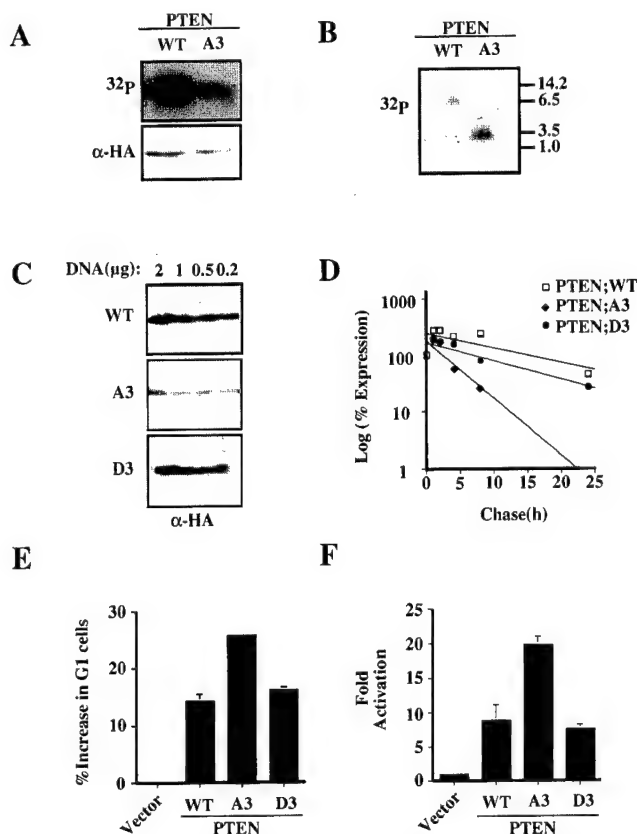 A
PTEN
WT A3
32P
α-HA
B
PTEN
WT A3
32P
14.2
6.5
3.5
1.0
C
DNA(µg): 2 1 0.5 0.2
WT
A3
D3
α-HA
D
PTEN;WT
PTEN;A3
PTEN;D3
Log (% Expression)
1000
100
10
1
0 5 10 15 20 25
Chase(h)
E
%Increase in G1 cells
30
20
10
0
Vector WT A3 D3
PTEN
F
Fold
Activation
25
20
15
10
5
0
Vector WT A3 D3
PTEN